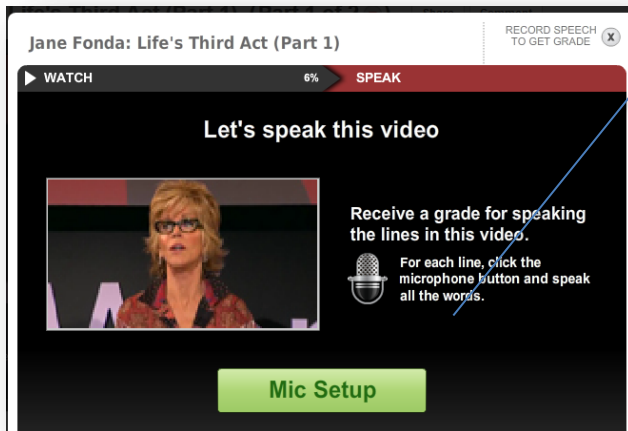 Jane Fonda: Life's Third Act (Part 1)
RECORD SPEECH
TO GET GRADE
X
WATCH
6%
SPEAK
Let's speak this video
Receive a grade for speaking
the lines in this video.
For each line, click the
microphone button and speak
all the words.
Mic Setup